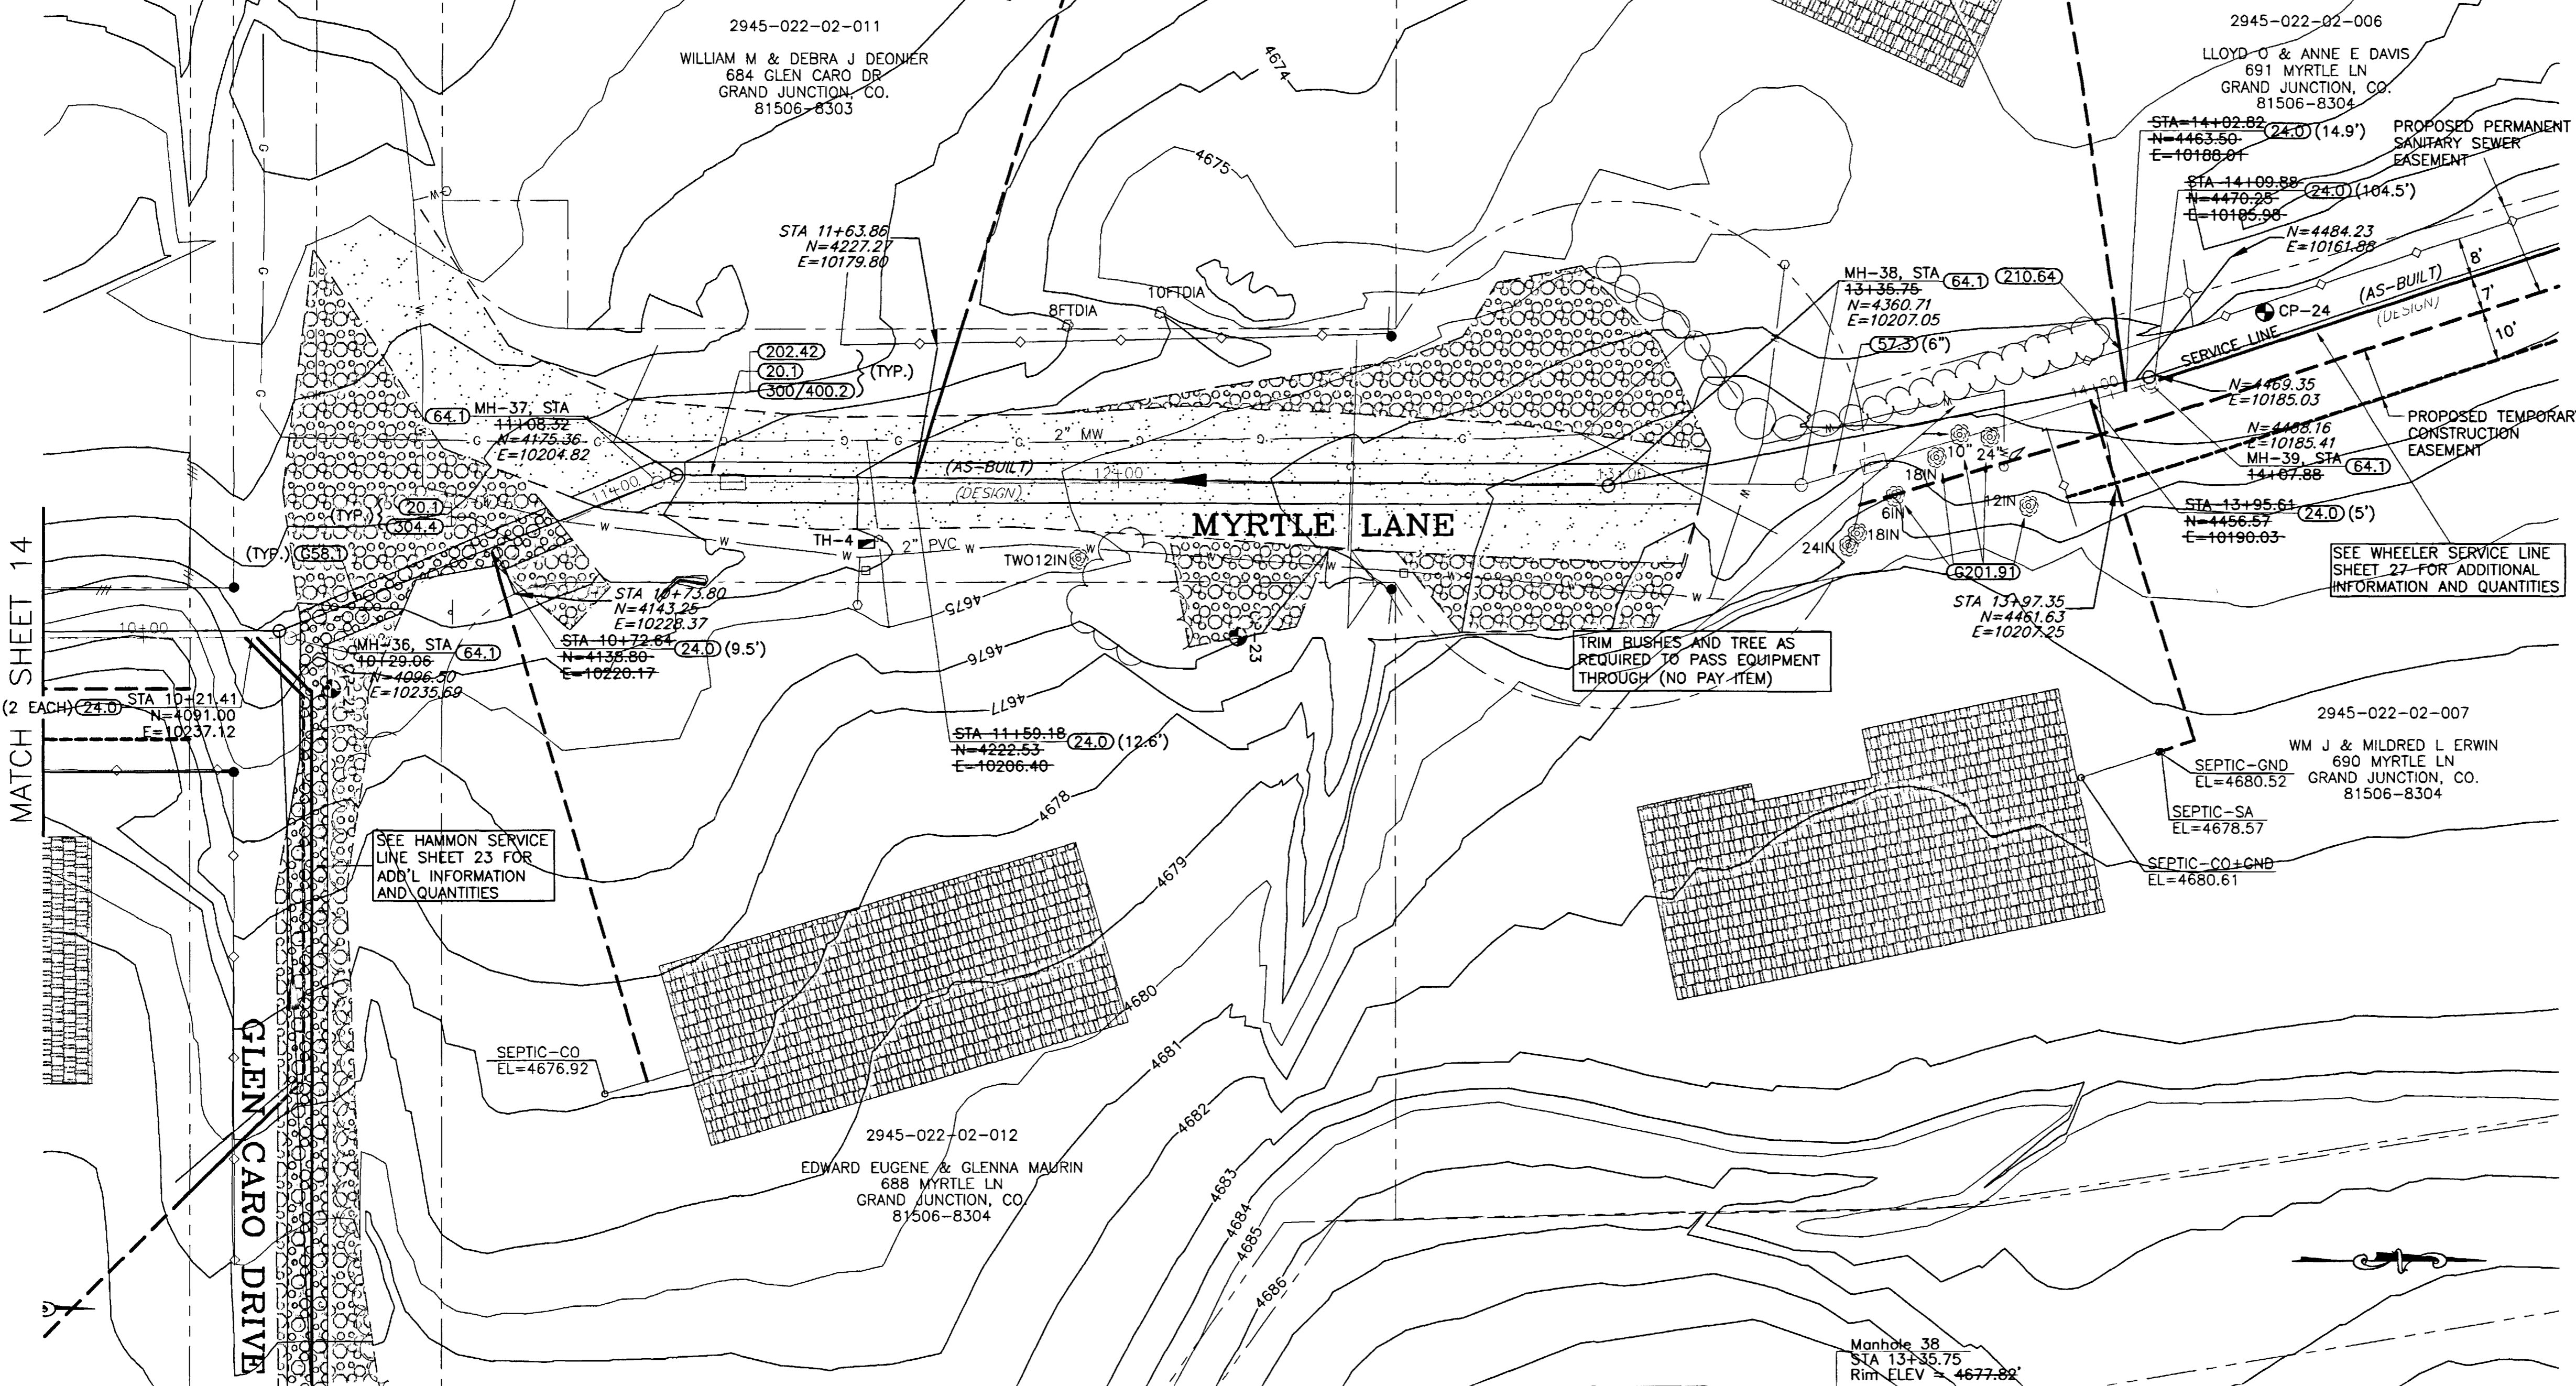 2945-022-02-011
WILLIAM M & DEBRA J DEONIER
684 GLEN CARO DR
GRAND JUNCTION, CO.
81506-8303
4674
4675
2945-022-02-006
LLOYD O & ANNE E DAVIS
691 MYRTLE LN
GRAND JUNCTION, CO.
81506-8304
STA=14+02.82
N=4463.50
E=10188.01
24.0 (14.9')
PROPOSED PERMANENT
SANITARY SEWER
EASEMENT
STA 14+09.88
N=4470.25
E=10185.98
24.0 (104.5')
N=4484.23
E=10161.88
STA 11+63.86
N=4227.27
E=10179.80
8FTDIA
10FTDIA
MH-38, STA 64.1 210.64
13+35.75
N=4360.71
E=10207.05
57.3 (6")
CP-24
(AS-BUILT)
(DESIGN)
8'
7'
10'
SERVICE LINE
202.42
20.1
300/400.2
(TYP.)
64.1 MH-37, STA
11+08.32
N=4175.36
E=10204.82
G G G G G G G
2" MW
N=4469.35
E=10185.03
PROPOSED TEMPORARY
CONSTRUCTION
EASEMENT
N=4468.16
E=10185.41
MH-39, STA 64.1
14+07.88
STA 13+95.61
N=4456.57
E=10190.03
24.0 (5')
(AS-BUILT)
(DESIGN)
11+00
12+00
13+00
14+00
10"
24"
18IN
6IN
12IN
18IN
24IN
G201.91
20.1
304.4
(TYP.)
(TYP.) G58.1
MYRTLE LANE
TH-4
2" PVC
W W W W W W
TWO12IN
SEE WHEELER SERVICE LINE
SHEET 27 FOR ADDITIONAL
INFORMATION AND QUANTITIES
STA 13+97.35
N=4461.63
E=10207.25
MATCH SHEET 14
10+00
STA 10+73.80
N=4143.25
E=10228.37
STA 10+72.64
N=4138.80
E=10220.17
24.0 (9.5')
MH-36, STA 64.1
10+29.06
N=4096.50
E=10235.69
(2 EACH) 24.0 STA 10+21.41
N=4091.00
E=10237.12
4675
4676
4677
-23
TRIM BUSHES AND TREE AS
REQUIRED TO PASS EQUIPMENT
THROUGH (NO PAY ITEM)
STA 11+59.18
N=4222.53
E=10206.40
24.0 (12.6')
2945-022-02-007
WM J & MILDRED L ERWIN
690 MYRTLE LN
GRAND JUNCTION, CO.
81506-8304
SEPTIC-GND
EL=4680.52
SEPTIC-SA
EL=4678.57
SEPTIC-CO+GND
EL=4680.61
SEE HAMMON SERVICE
LINE SHEET 23 FOR
ADD'L INFORMATION
AND QUANTITIES
4678
4679
4680
4681
4682
4683
4684
4685
4686
SEPTIC-CO
EL=4676.92
GLEN CARO DRIVE
2945-022-02-012
EDWARD EUGENE & GLENNA MAURIN
688 MYRTLE LN
GRAND JUNCTION, CO.
81506-8304
Manhole 38
STA 13+35.75
Rim ELEV = 4677.82'